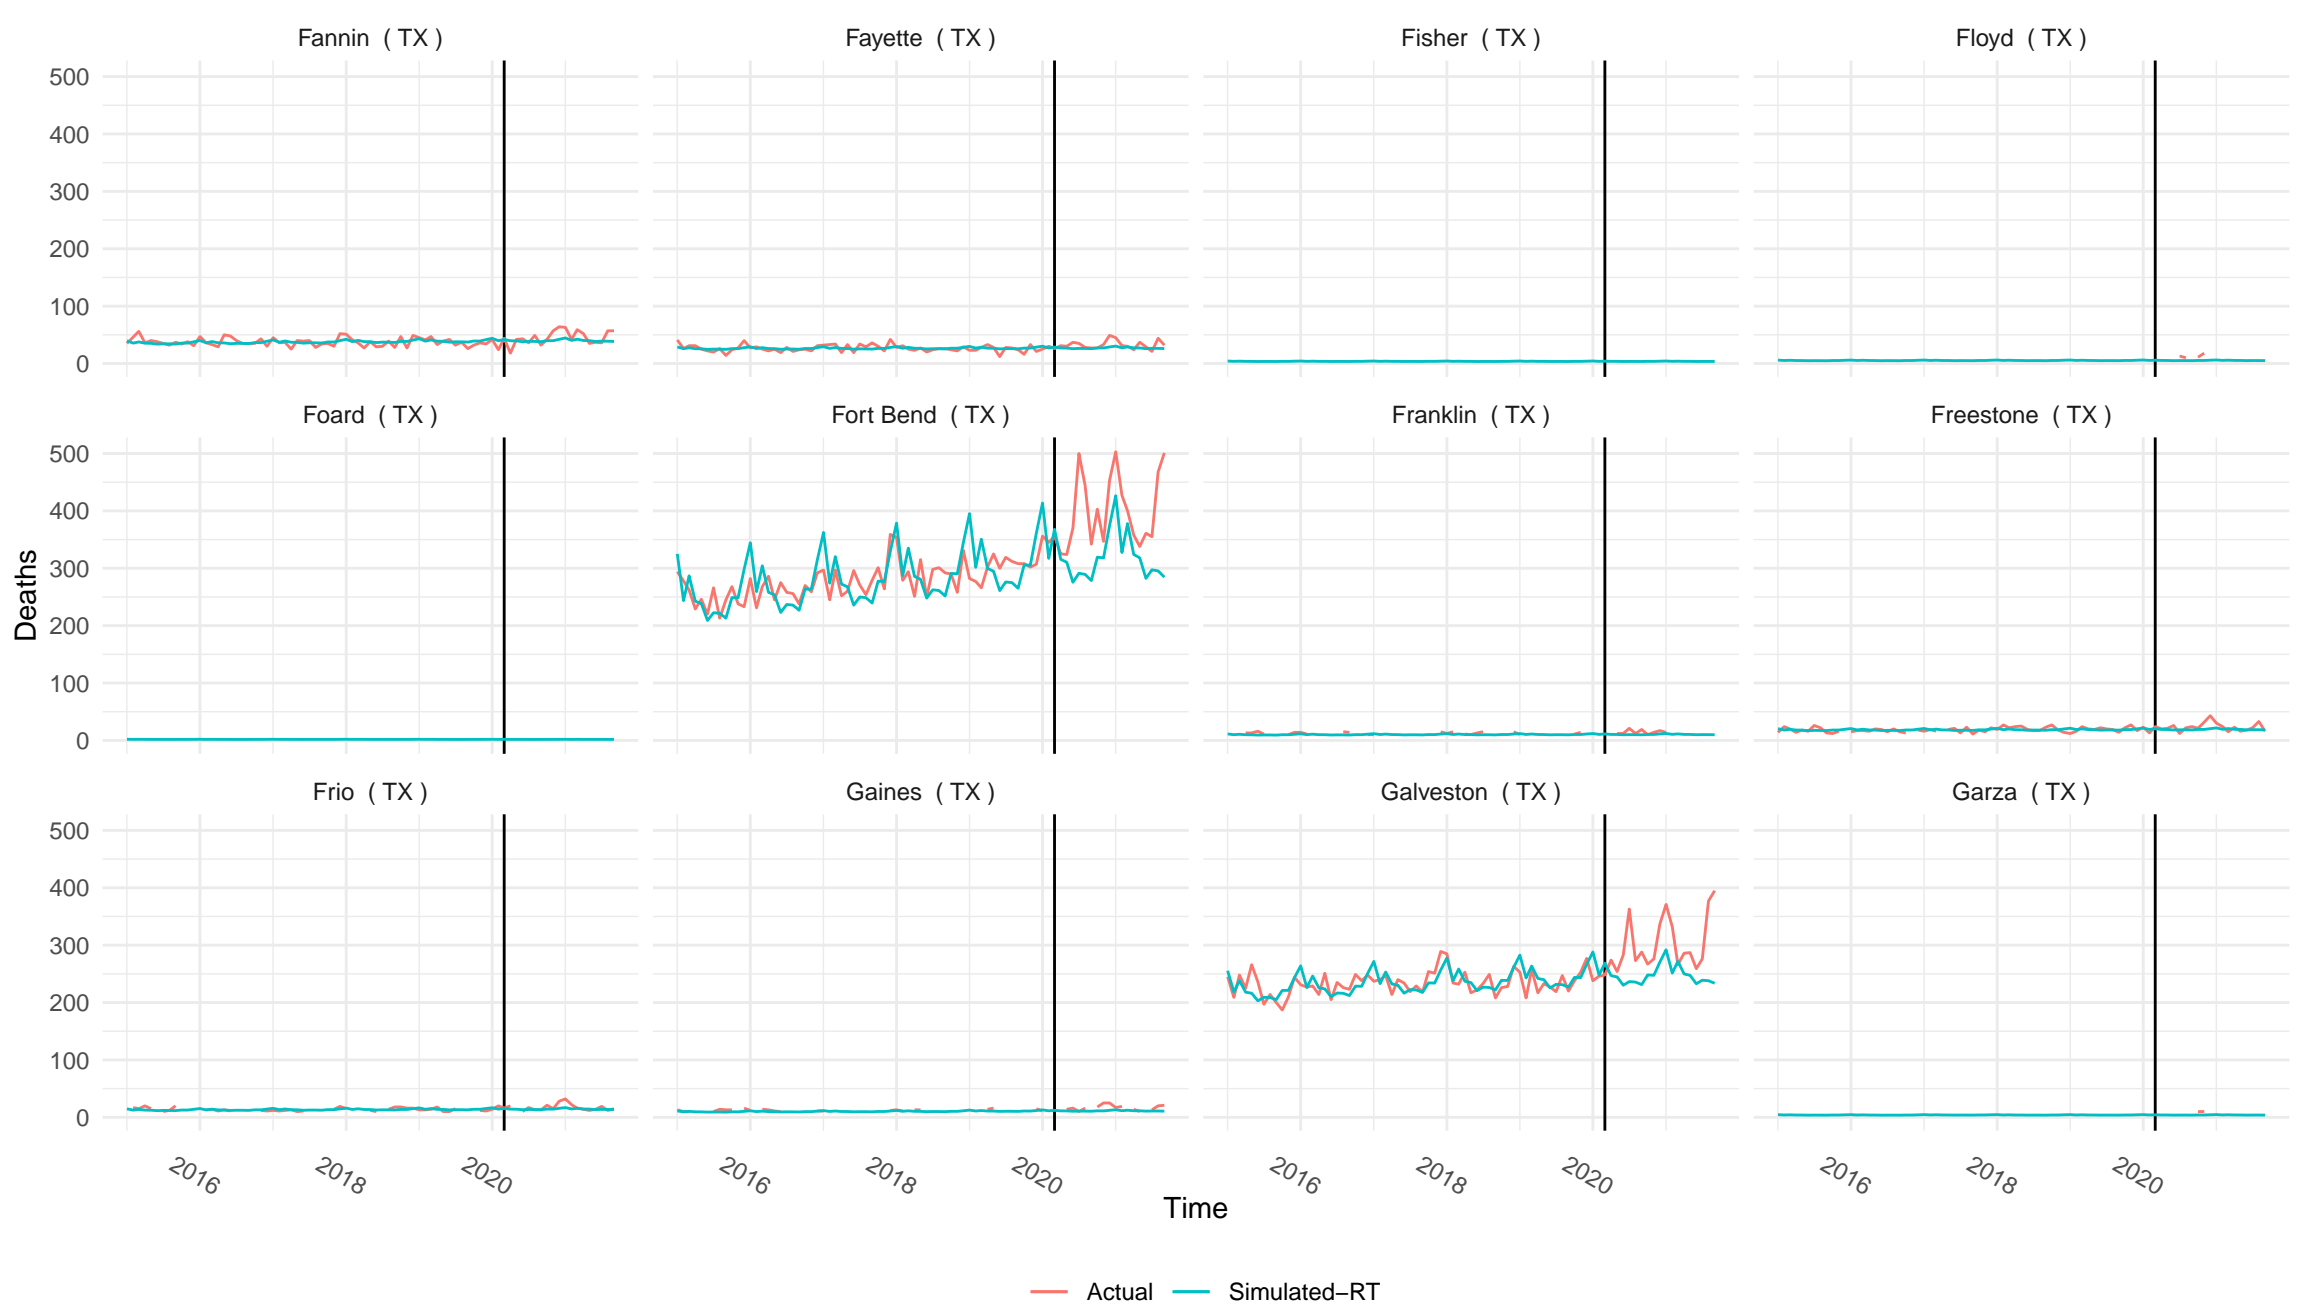 Fannin  ( TX )
Fayette  ( TX )
Fisher  ( TX )
Floyd  ( TX )
500
400
300
200
100
0
Foard  ( TX )
Fort Bend  ( TX )
Franklin  ( TX )
Freestone  ( TX )
500
400
300
200
100
0
Deaths
Frio  ( TX )
Gaines  ( TX )
Galveston  ( TX )
Garza  ( TX )
500
400
300
200
100
0
2016 2018 2020
2016 2018 2020
2016 2018 2020
2016 2018 2020
Time
Actual
Simulated−RT